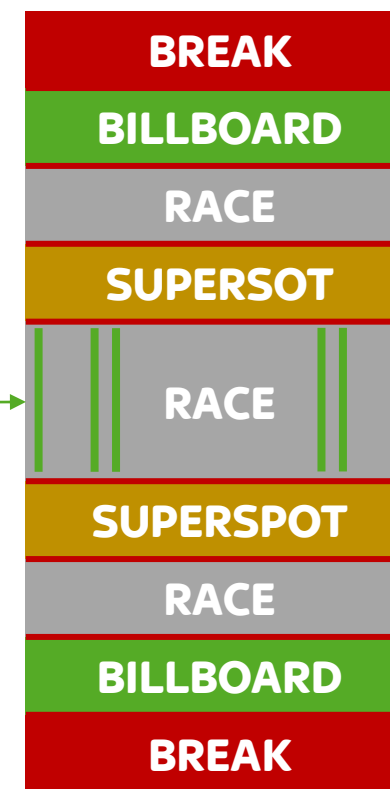 BREAK
BILLBOARD
RACE
SUPERSOT
RACE
SUPERSPOT
RACE
BILLBOARD
BREAK